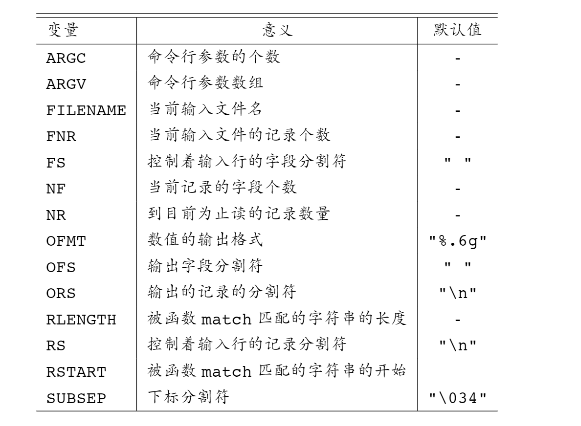 变量 意义 默认值
ARGC 命令行参数的个数 -
ARGV 命令行参数数组 -
FILENAME 当前输入文件名 -
FNR 当前输入文件的记录个数 -
FS 控制着输入行的字段分割符 " "
NF 当前记录的字段个数 -
NR 到目前为止读的记录数量 -
OFMT 数值的输出格式 "%.6g"
OFS 输出字段分割符 " "
ORS 输出的记录的分割符 "\n"
RLENGTH 被函数 match 匹配的字符串的长度 -
RS 控制着输入行的记录分割符 "\n"
RSTART 被函数 match 匹配的字符串的开始
SUBSEP 下标分割符 "\034"